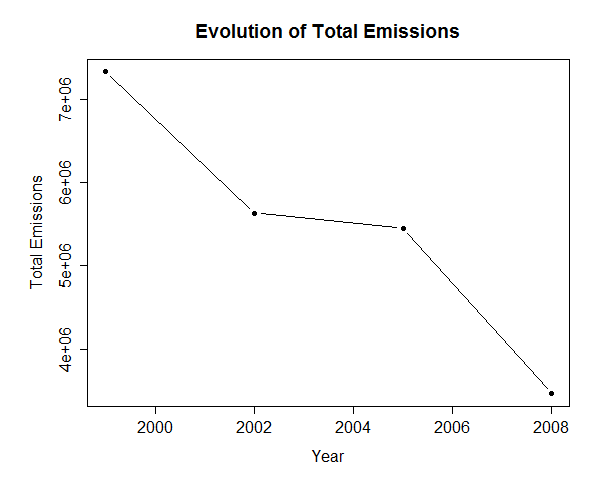 Evolution of Total Emissions
Total Emissions
7e+06
6e+06
5e+06
4e+06
2000 2002 2004 2006 2008
Year